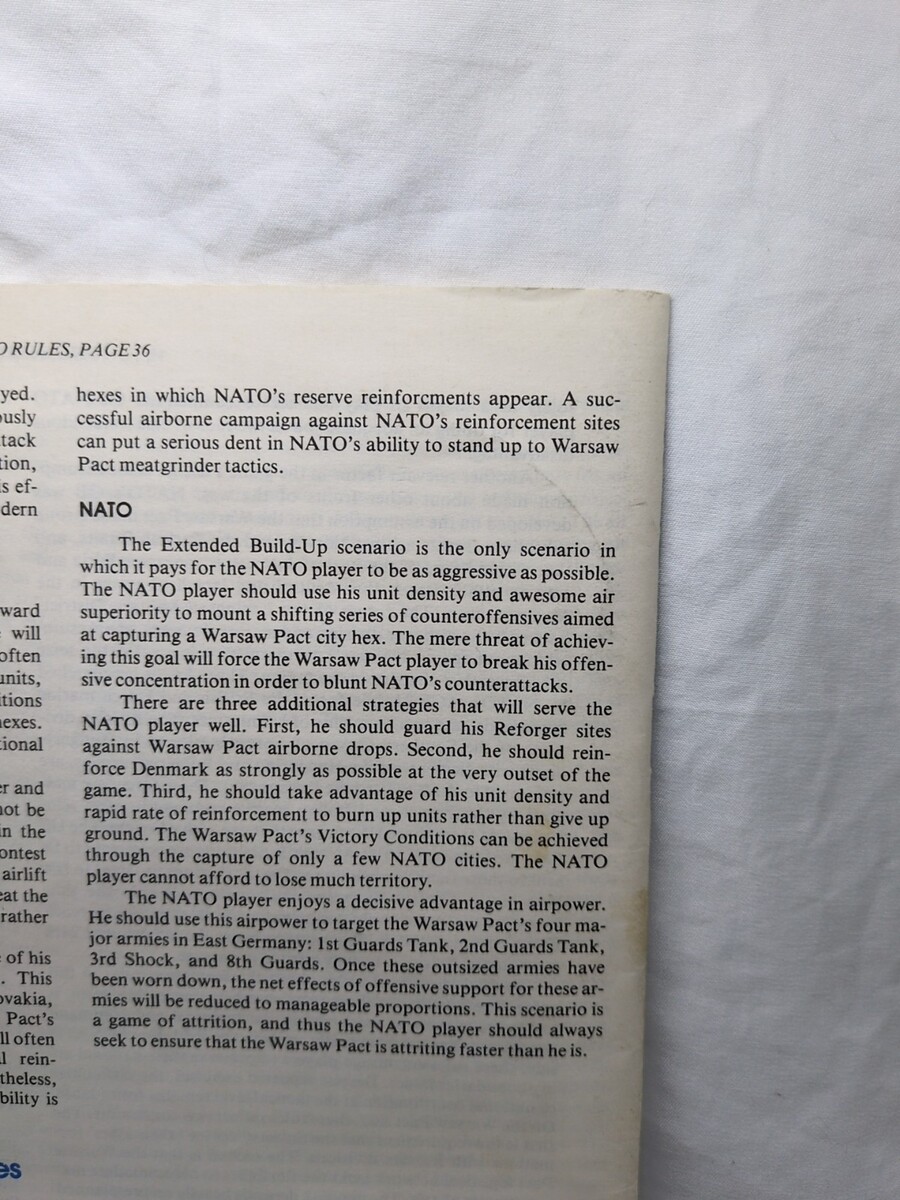 O RULES, PAGE 36
yed.
ously
tack
tion,
is ef-
dern
ward
will
often
units,
itions
hexes.
tional
er and
not be
in the
ontest
airlift
eat the
rather
of his
. This
ovakia,
Pact's
ll often
l rein-
theless,
bility is
es
hexes in which NATO's reserve reinforcments appear. A suc-
cessful airborne campaign against NATO's reinforcement sites
can put a serious dent in NATO's ability to stand up to Warsaw
Pact meatgrinder tactics.
NATO
The Extended Build-Up scenario is the only scenario in
which it pays for the NATO player to be as aggressive as possible.
The NATO player should use his unit density and awesome air
superiority to mount a shifting series of counteroffensives aimed
at capturing a Warsaw Pact city hex. The mere threat of achiev-
ing this goal will force the Warsaw Pact player to break his offen-
sive concentration in order to blunt NATO's counterattacks.
There are three additional strategies that will serve the
NATO player well. First, he should guard his Reforger sites
against Warsaw Pact airborne drops. Second, he should rein-
force Denmark as strongly as possible at the very outset of the
game. Third, he should take advantage of his unit density and
rapid rate of reinforcement to burn up units rather than give up
ground. The Warsaw Pact's Victory Conditions can be achieved
through the capture of only a few NATO cities. The NATO
player cannot afford to lose much territory.
The NATO player enjoys a decisive advantage in airpower.
He should use this airpower to target the Warsaw Pact's four ma-
jor armies in East Germany: 1st Guards Tank, 2nd Guards Tank,
3rd Shock, and 8th Guards. Once these outsized armies have
been worn down, the net effects of offensive support for these ar-
mies will be reduced to manageable proportions. This scenario is
a game of attrition, and thus the NATO player should always
seek to ensure that the Warsaw Pact is attriting faster than he is.